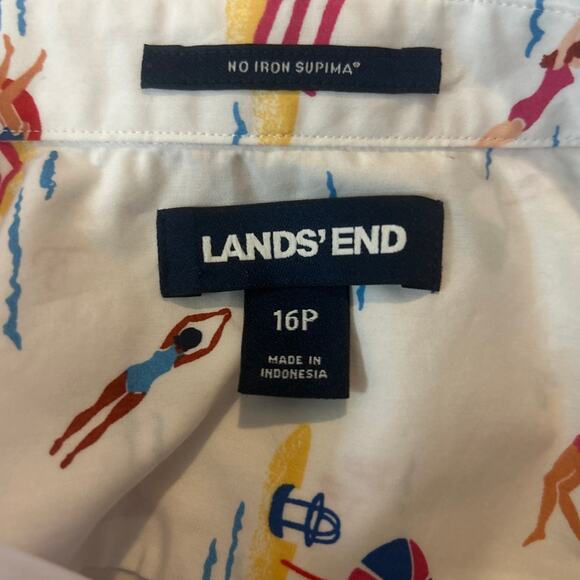 NO IRON SUPIMA®
LANDS' END
16P
MADE IN
INDONESIA